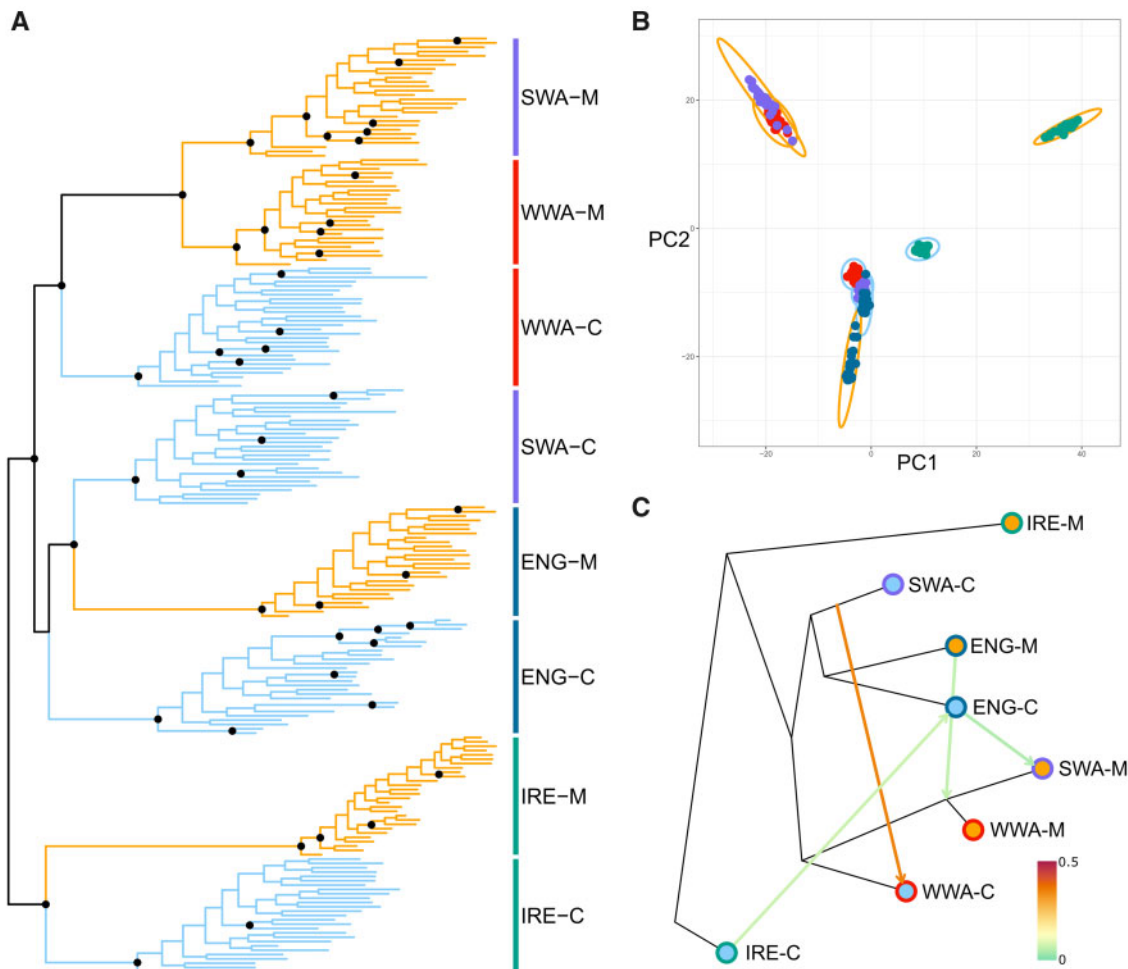 A
SWA-M
WWA-M
WWA-C
SWA-C
ENG-M
ENG-C
IRE-M
IRE-C
B
PC2
20
0
-20
-20
0
20
40
PC1
C
IRE-M
SWA-C
ENG-M
ENG-C
SWA-M
WWA-M
WWA-C
IRE-C
0.5
0